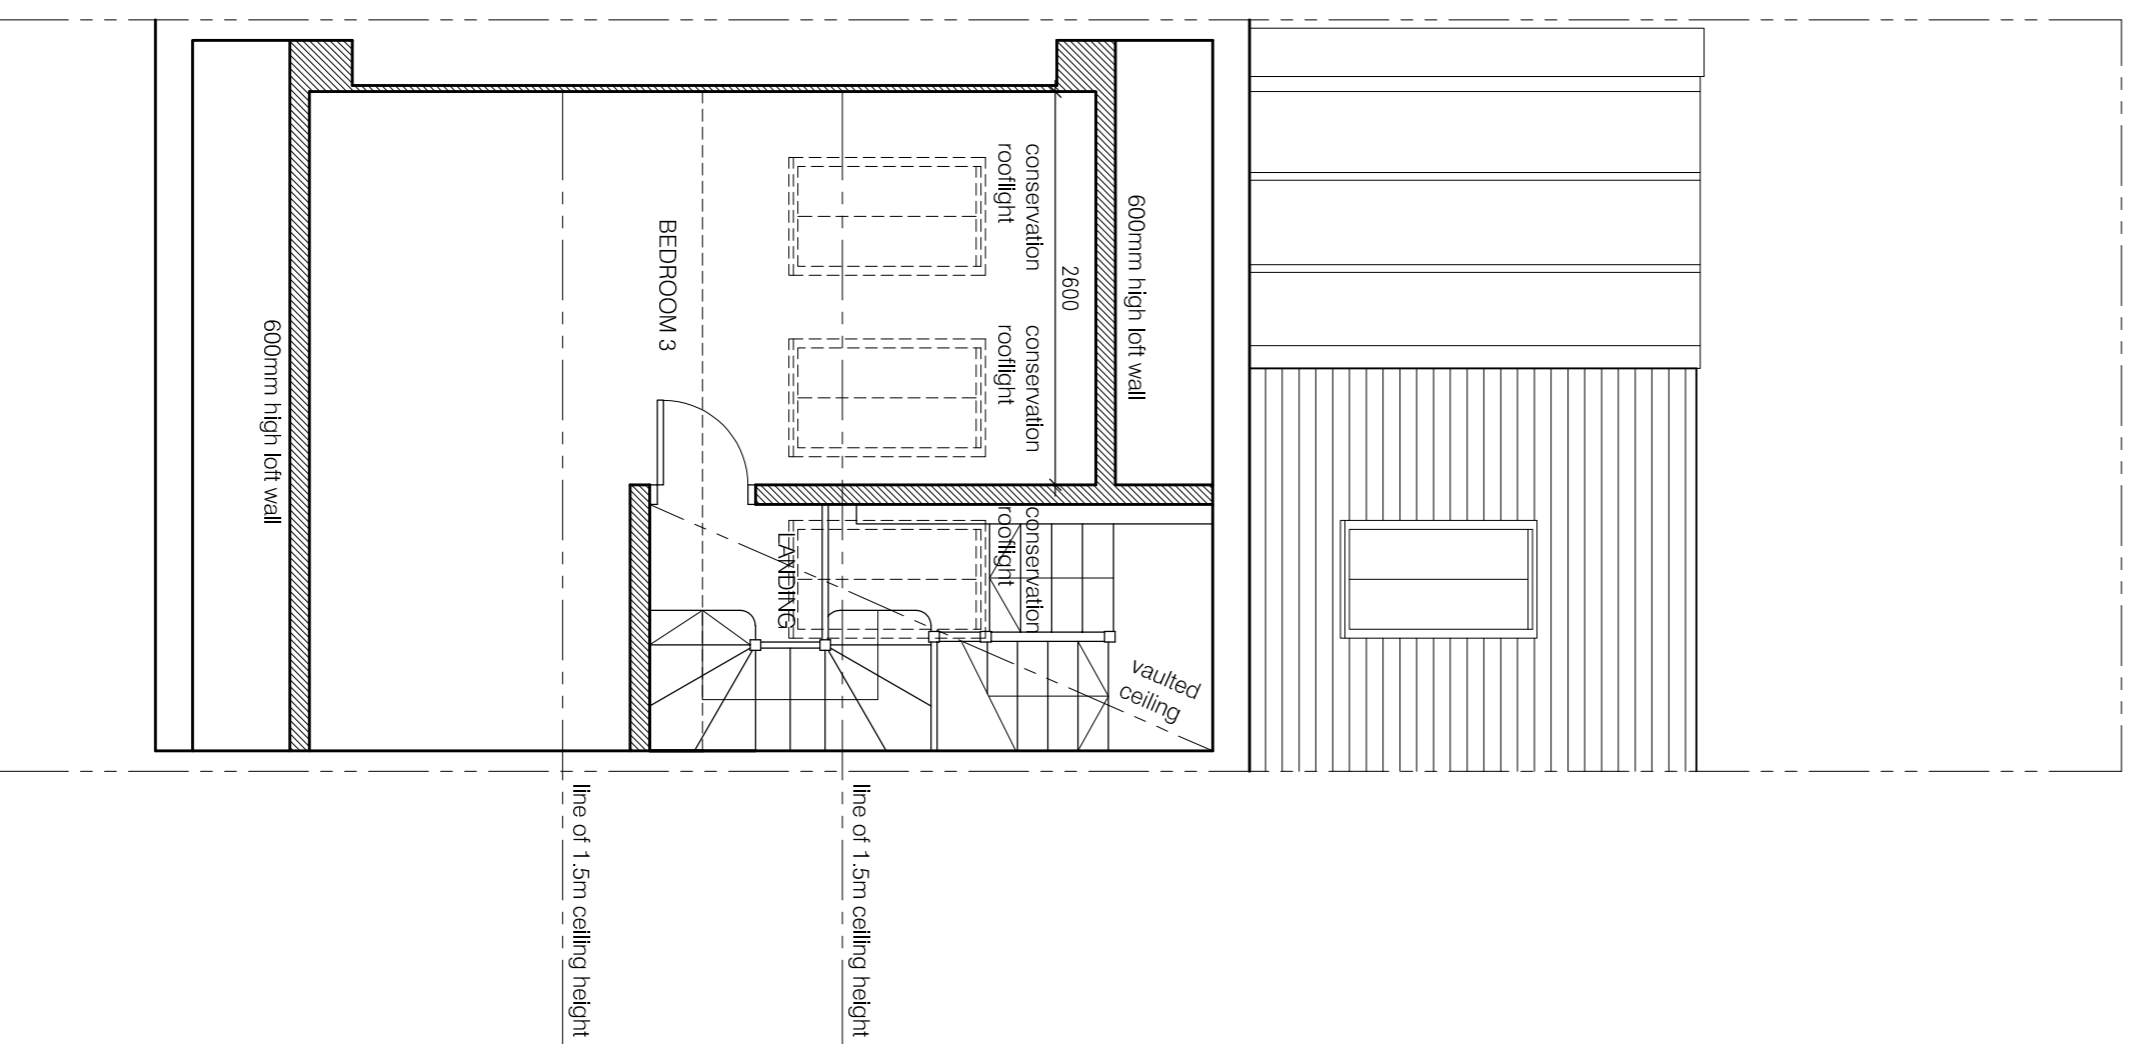 conservation
rooflight
conservation
rooflight
conservation
rooflight
2600
600mm high loft wall
BEDROOM 3
600mm high loft wall
LANDING
vaulted
ceiling
line of 1.5m ceiling height
line of 1.5m ceiling height